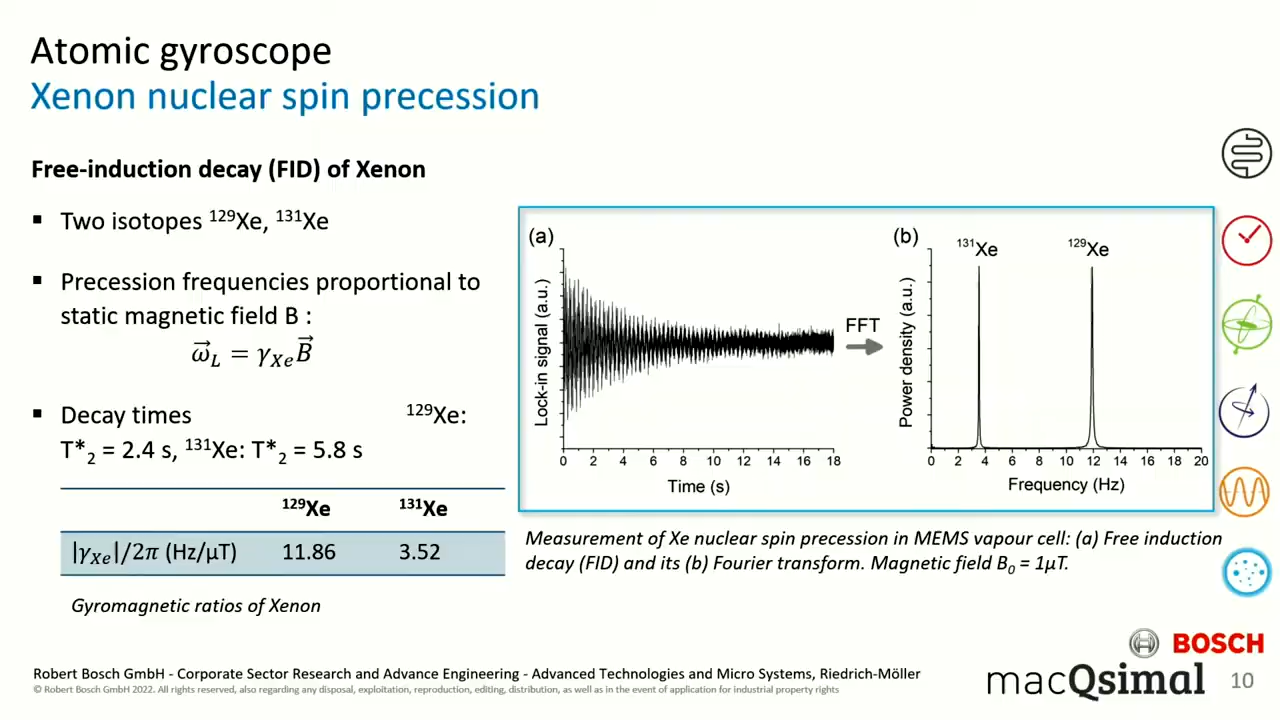 Atomic gyroscope
Xenon nuclear spin precession
Free-induction decay (FID) of Xenon
▪ Two isotopes ¹²⁹Xe, ¹³¹Xe
▪ Precession frequencies proportional to
static magnetic field B :
ω⃗_L = γ_Xe B⃗
▪ Decay times ¹²⁹Xe:
T*₂ = 2.4 s, ¹³¹Xe: T*₂ = 5.8 s
¹²⁹Xe ¹³¹Xe
|γ_Xe|/2π (Hz/μT) 11.86 3.52
Gyromagnetic ratios of Xenon
(a)
Lock-in signal (a.u.)
0 2 4 6 8 10 12 14 16 18
Time (s)
FFT
(b)
¹³¹Xe ¹²⁹Xe
Power density (a.u.)
0 2 4 6 8 10 12 14 16 18 20
Frequency (Hz)
Measurement of Xe nuclear spin precession in MEMS vapour cell: (a) Free induction
decay (FID) and its (b) Fourier transform. Magnetic field B₀ = 1μT.
BOSCH
Robert Bosch GmbH - Corporate Sector Research and Advance Engineering - Advanced Technologies and Micro Systems, Riedrich-Möller
© Robert Bosch GmbH 2022. All rights reserved, also regarding any disposal, exploitation, reproduction, editing, distribution, as well as in the event of application for industrial property rights
macQsimal 10